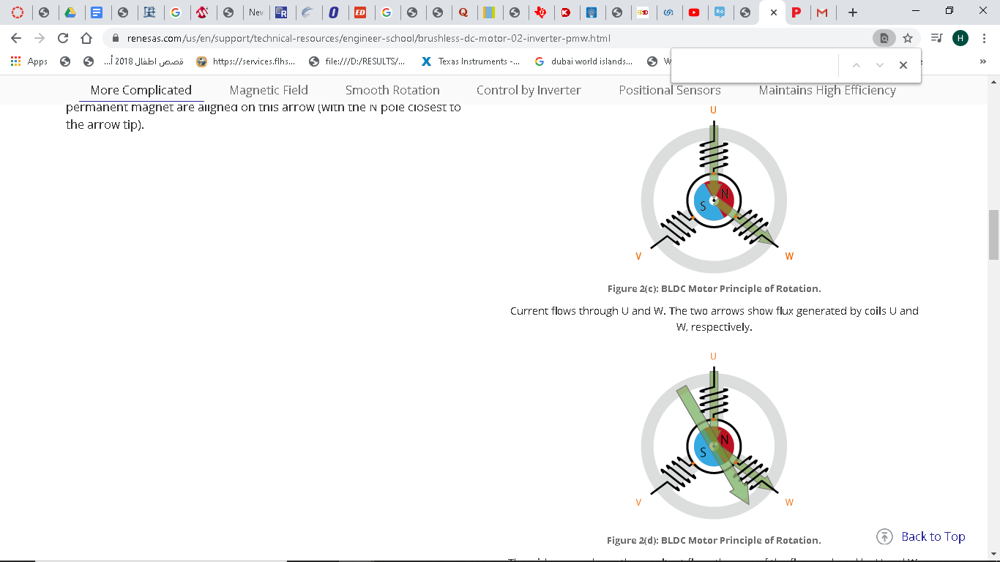 New
renesas.com/us/en/support/technical-resources/engineer-school/brushless-dc-motor-02-inverter-pmw.html
H
Apps
قصص اطفال 2018 أ...
https://services.flhs...
file:///D:/RESULTS/...
Texas Instruments -...
dubai world islands...
More Complicated
Magnetic Field
Smooth Rotation
Control by Inverter
Positional Sensors
Maintains High Efficiency
permanent magnet are aligned on this arrow (with the N pole closest to
the arrow tip).
U
N
S
V
W
Figure 2(c): BLDC Motor Principle of Rotation.
Current flows through U and W. The two arrows show flux generated by coils U and
W, respectively.
U
N
S
V
W
Figure 2(d): BLDC Motor Principle of Rotation.
Back to Top